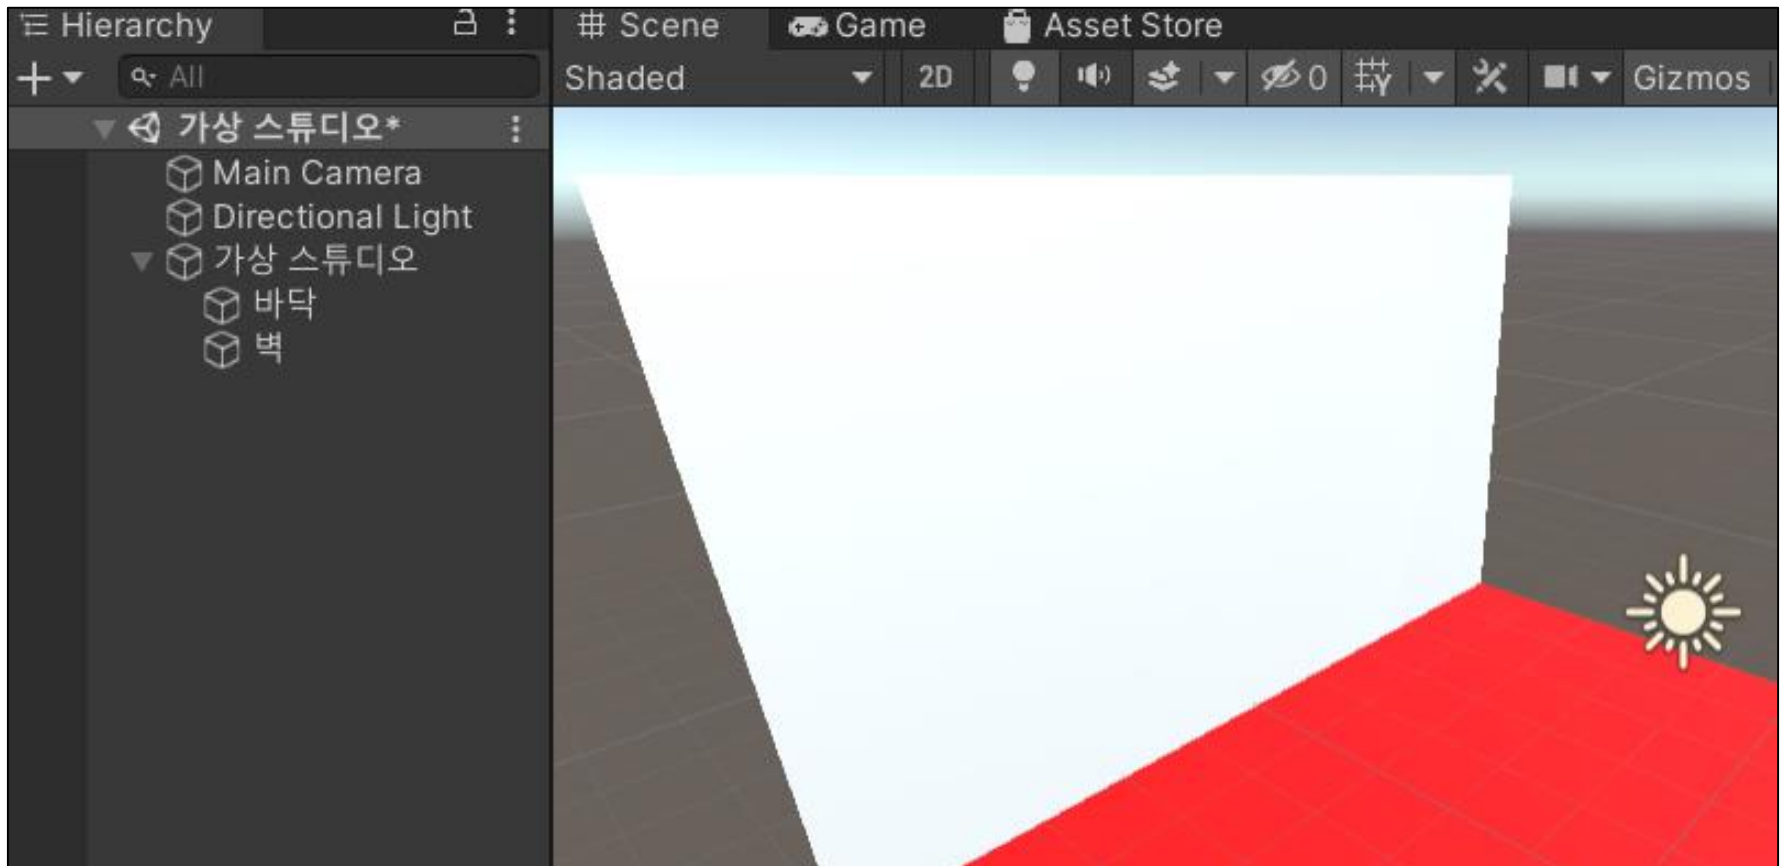 Hierarchy
All
가상 스튜디오*
Main Camera
Directional Light
가상 스튜디오
바닥
벽
Scene Game Asset Store
Shaded 2D 0 Gizmos